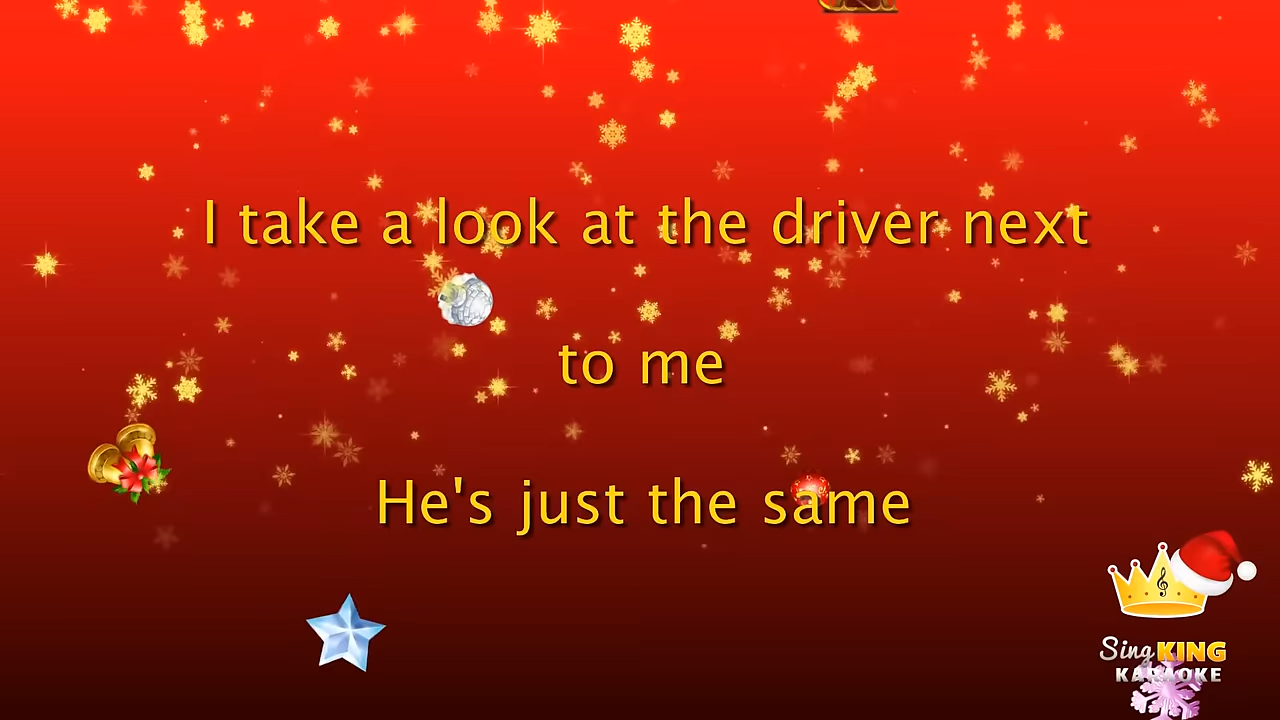 I take a look at the driver next
to me
He's just the same
Sing KING
KARAOKE